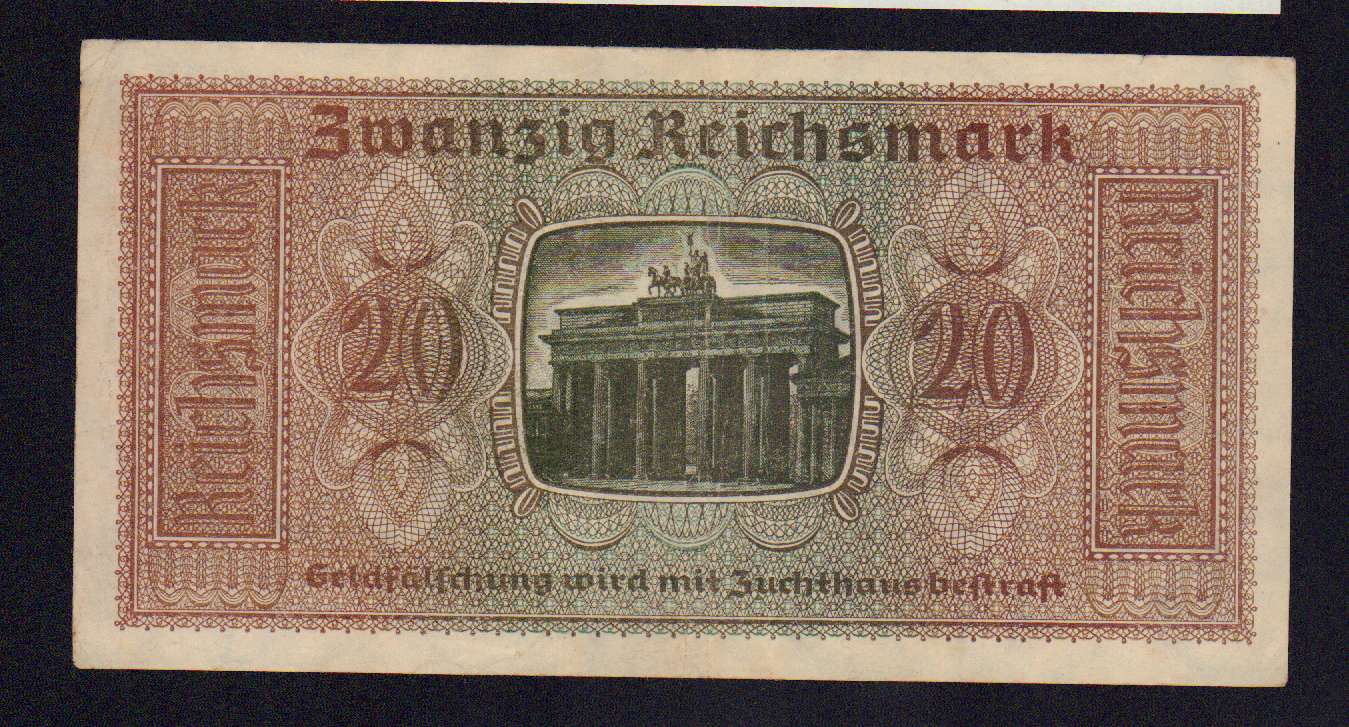 Zwanzig Reichsmark
Reichsmark
20
20
Reichsmark
Geldfälschung wird mit Zuchthaus bestraft